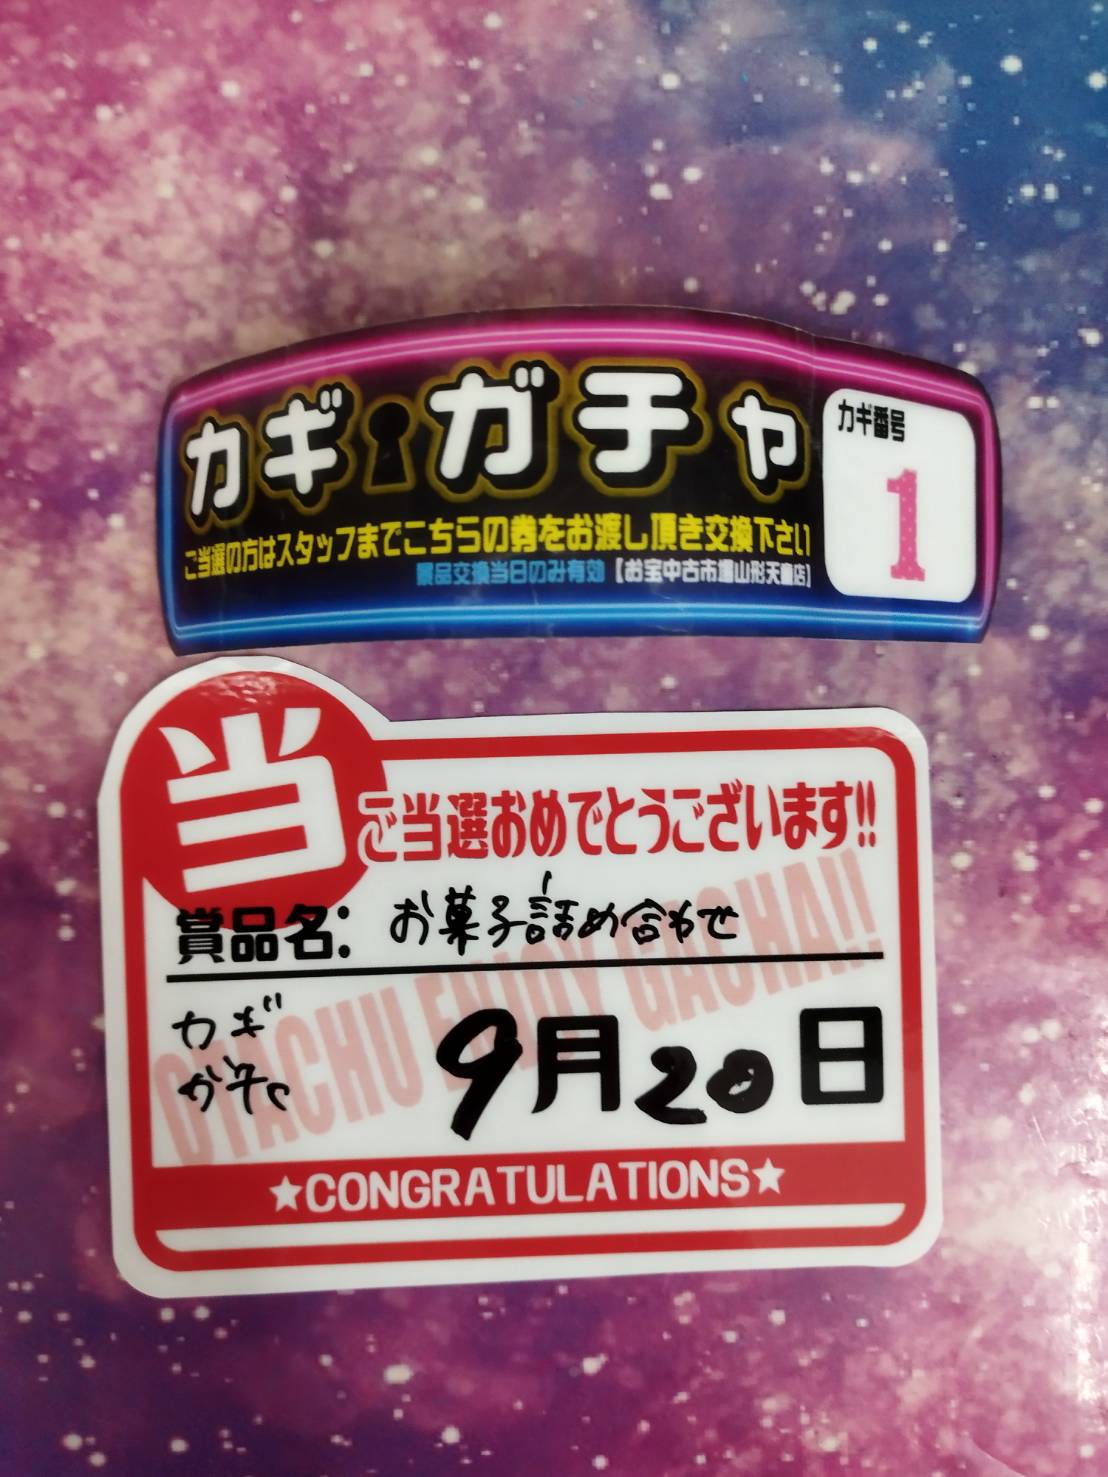 カギガチャ
カギ番号
1
ご当選の方はスタッフまでこちらの券をお渡し頂き交換下さい
景品交換当日のみ有効【お宝中古市場山形天童店】
当
ご当選おめでとうございます!!
賞品名: お菓子詰め合わせ
カギ
ガチャ
9月20日
OTACHU ENJOY GACHA!!
★CONGRATULATIONS★